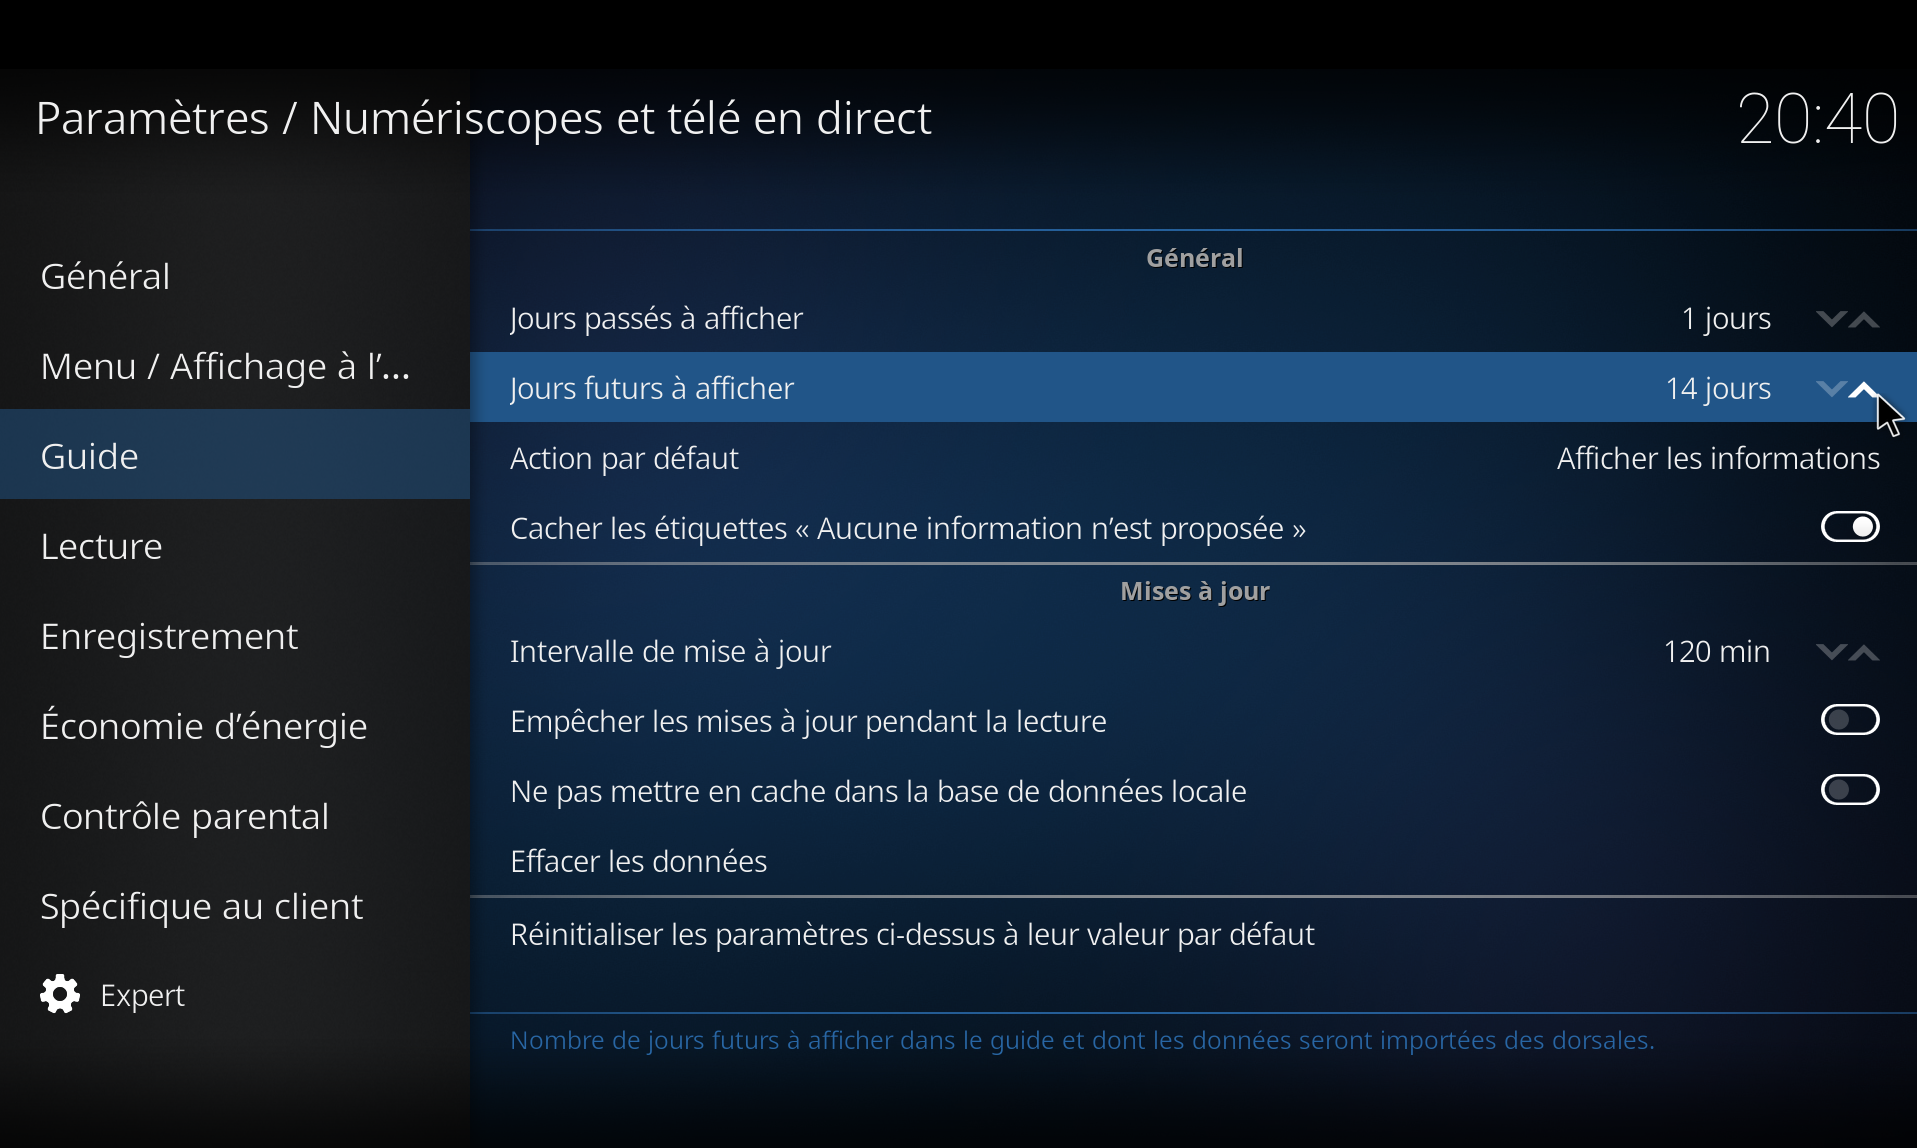 Paramètres / Numériscopes et télé en direct
20:40
Général
Menu / Affichage à l’...
Guide
Lecture
Enregistrement
Économie d’énergie
Contrôle parental
Spécifique au client
Expert
Général
Jours passés à afficher 1 jours
Jours futurs à afficher 14 jours
Action par défaut Afficher les informations
Cacher les étiquettes « Aucune information n’est proposée »
Mises à jour
Intervalle de mise à jour 120 min
Empêcher les mises à jour pendant la lecture
Ne pas mettre en cache dans la base de données locale
Effacer les données
Réinitialiser les paramètres ci-dessus à leur valeur par défaut
Nombre de jours futurs à afficher dans le guide et dont les données seront importées des dorsales.